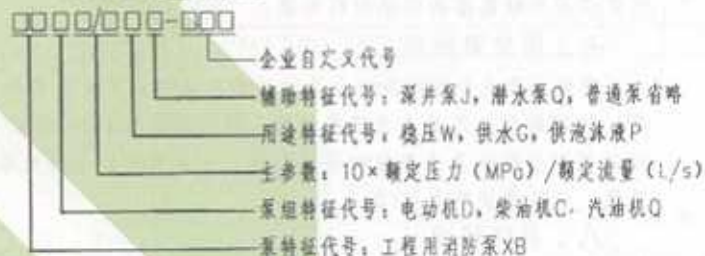 □□□□/□□□-□□□
企业自定义代号
辅助特征代号：深井泵J，潜水泵Q，普通泵省略
用途特征代号：稳压W，供水G，供泡沫液P
主参数：10×额定压力（MPa）/额定流量（L/s）
泵组特征代号：电动机D，柴油机C，汽油机Q
泵特征代号：工程用消防泵XB